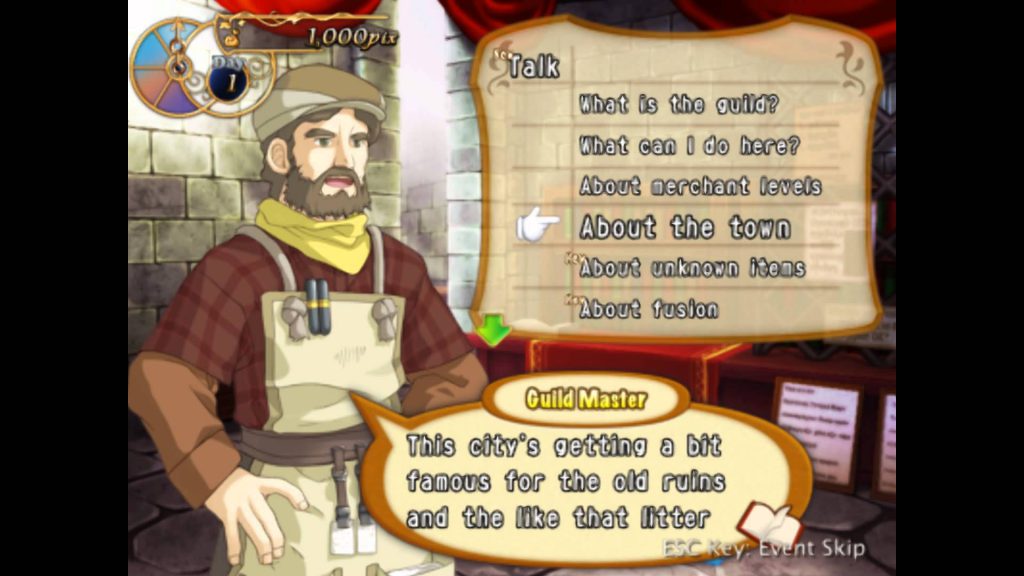 1,000pix
DAY
1
Talk
What is the guild?
What can I do here?
About merchant levels
About the town
About unknown items
About fusion
Guild Master
This city's getting a bit
famous for the old ruins
and the like that litter
ESC Key: Event Skip